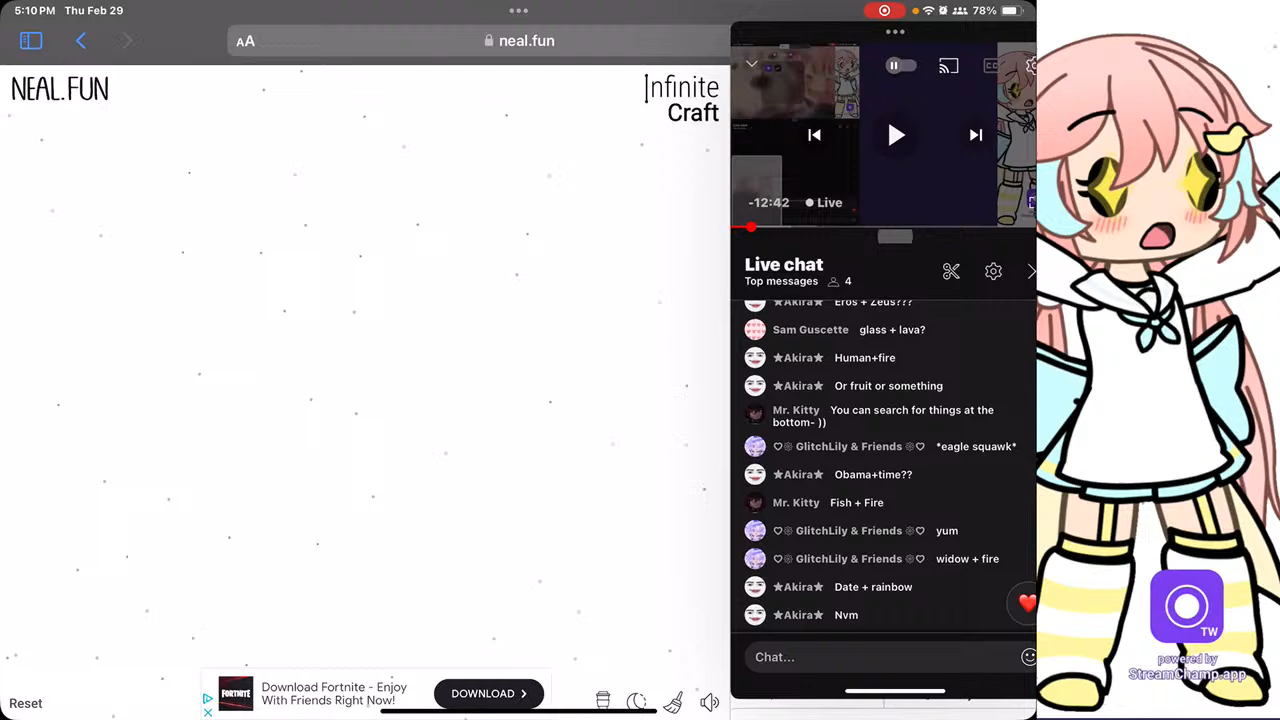 5:10 PM Thu Feb 29
78%
AA
neal.fun
NEAL.FUN
Infinite
Craft
CC
-12:42 Live
Live chat
Top messages 4
★Akira★ Eros + Zeus???
Sam Guscette glass + lava?
★Akira★ Human+fire
★Akira★ Or fruit or something
Mr. Kitty You can search for things at the
bottom- ))
♡❊ GlitchLily & Friends ❊♡ *eagle squawk*
★Akira★ Obama+time??
Mr. Kitty Fish + Fire
♡❊ GlitchLily & Friends ❊♡ yum
♡❊ GlitchLily & Friends ❊♡ widow + fire
★Akira★ Date + rainbow
★Akira★ Nvm
Chat...
FORTNITE
Download Fortnite - Enjoy
With Friends Right Now!
DOWNLOAD
Reset
TW
powered by
StreamChamp.app